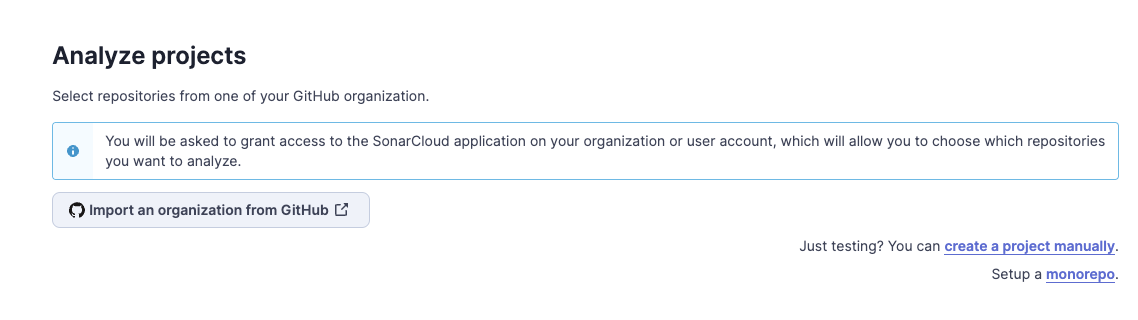 Analyze projects
Select repositories from one of your GitHub organization.
You will be asked to grant access to the SonarCloud application on your organization or user account, which will allow you to choose which repositories
you want to analyze.
Import an organization from GitHub
Just testing? You can create a project manually.
Setup a monorepo.